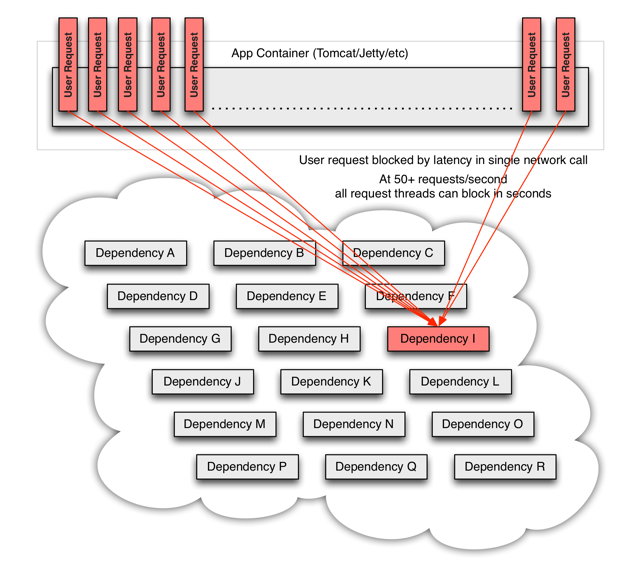 User Request
User Request
User Request
User Request
User Request
User Request
User Request
App Container (Tomcat/Jetty/etc)
User request blocked by latency in single network call
At 50+ requests/second
all request threads can block in seconds
Dependency A
Dependency B
Dependency C
Dependency D
Dependency E
Dependency F
Dependency G
Dependency H
Dependency I
Dependency J
Dependency K
Dependency L
Dependency M
Dependency N
Dependency O
Dependency P
Dependency Q
Dependency R